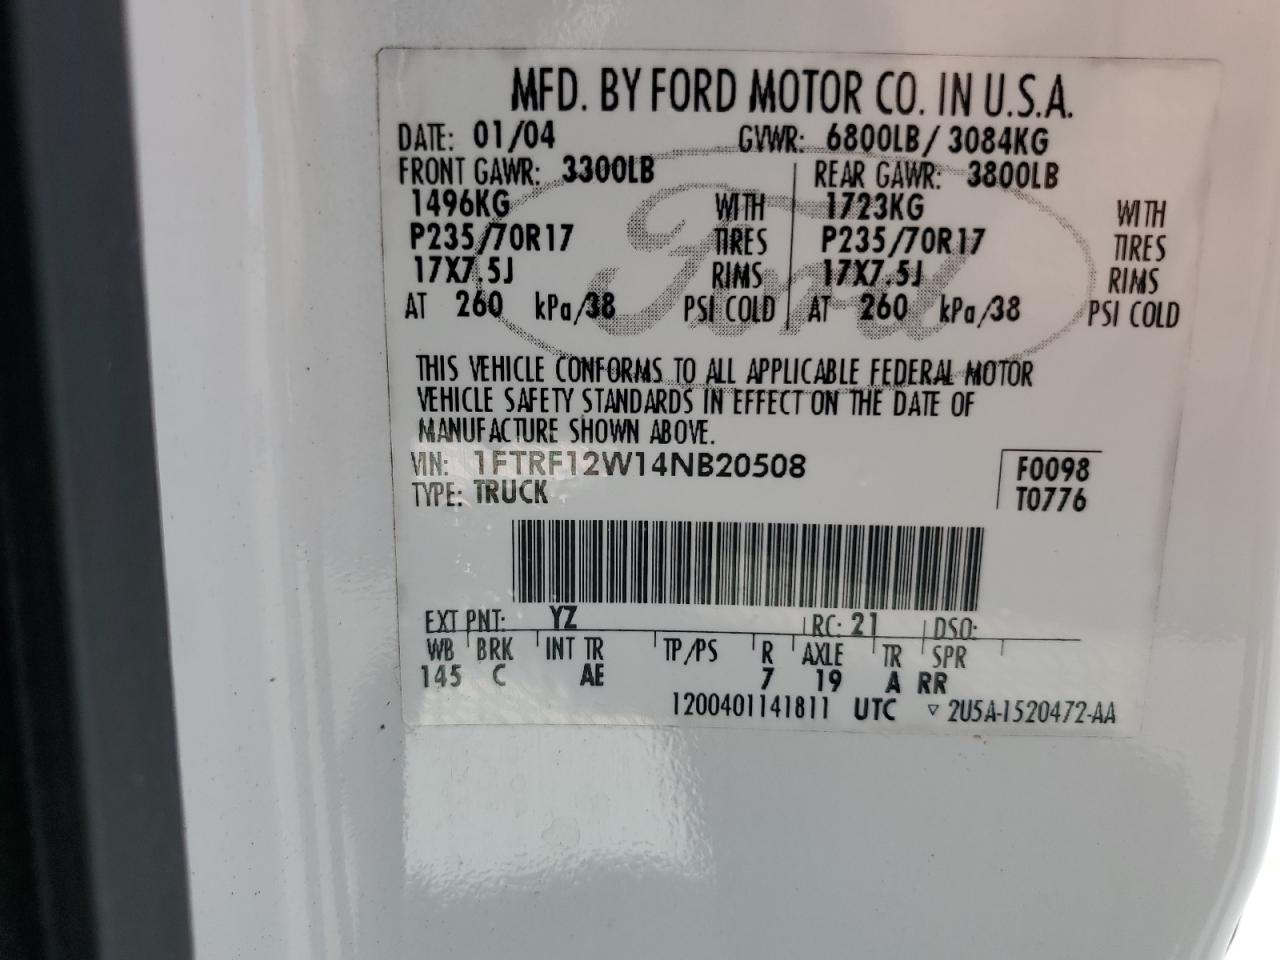 MFD. BY FORD MOTOR CO. IN U.S.A.
DATE: 01/04 GVWR: 6800LB/ 3084KG
FRONT GAWR: 3300LB REAR GAWR: 3800LB
1496KG WITH 1723KG WITH
P235/70R17 TIRES P235/70R17 TIRES
17X7.5J RIMS 17X7.5J RIMS
AT 260 kPa/38 PSI COLD AT 260 kPa/38 PSI COLD
Ford
THIS VEHICLE CONFORMS TO ALL APPLICABLE FEDERAL MOTOR
VEHICLE SAFETY STANDARDS IN EFFECT ON THE DATE OF
MANUFACTURE SHOWN ABOVE.
VIN: 1FTRF12W14NB20508 F0098
TYPE: TRUCK T0776
EXT PNT: YZ RC: 21 DSO:
WB BRK INT TR TP/PS R AXLE TR SPR
145 C AE 7 19 A RR
1200401141811 UTC ▽ 2U5A-1520472-AA